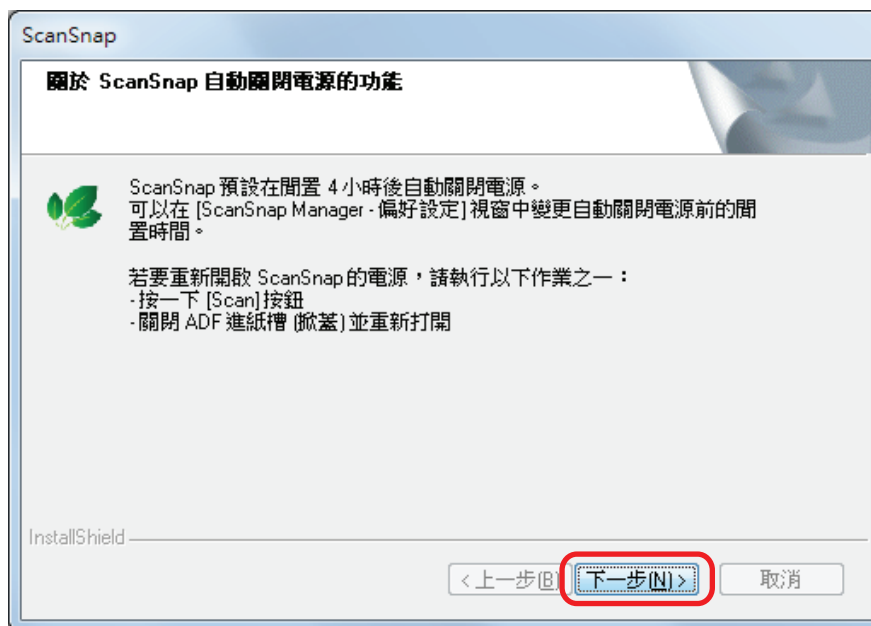 ScanSnap
關於 ScanSnap 自動關閉電源的功能
ScanSnap 預設在閒置 4 小時後自動關閉電源。
可以在 [ScanSnap Manager - 偏好設定] 視窗中變更自動關閉電源前的閒
置時間。
若要重新開啟 ScanSnap 的電源，請執行以下作業之一：
- 按一下 [Scan] 按鈕
- 關閉 ADF 進紙槽 (掀蓋) 並重新打開
InstallShield
< 上一步(B) 下一步(N) > 取消